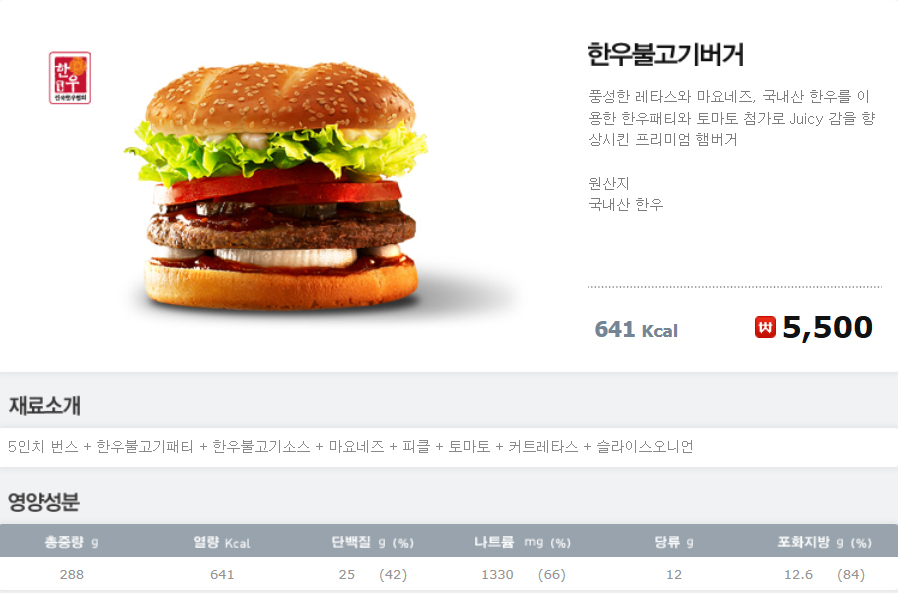 한우
한우불고기버거
풍성한 레타스와 마요네즈, 국내산 한우를 이
용한 한우패티와 토마토 첨가로 Juicy 감을 향
상시킨 프리미엄 햄버거
원산지
국내산 한우
641 Kcal
5,500
재료소개
5인치 번스 + 한우불고기패티 + 한우불고기소스 + 마요네즈 + 피클 + 토마토 + 커트레타스 + 슬라이스오니언
영양성분
총중량 g 열량 Kcal 단백질 g (%) 나트륨 mg (%) 당류 g 포화지방 g (%)
288 641 25 (42) 1330 (66) 12 12.6 (84)